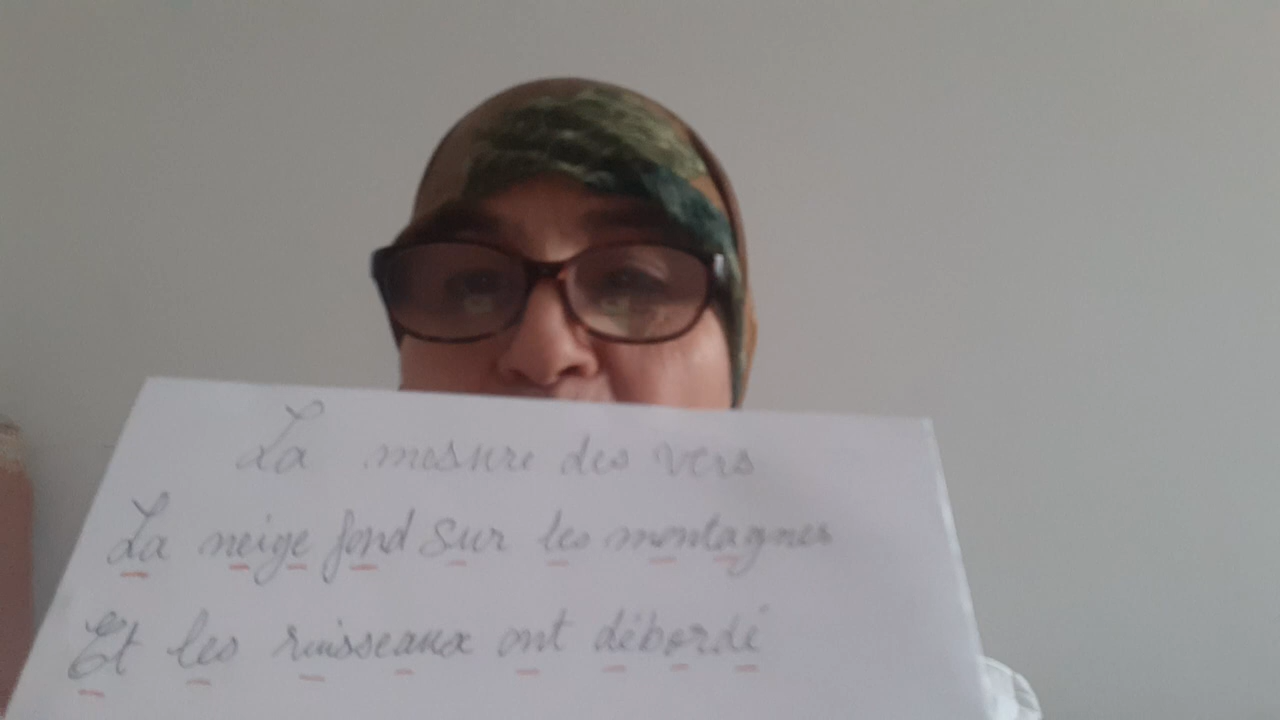 La mesure des vers
La neige fond sur les montagnes
Et les ruisseaux ont débordé